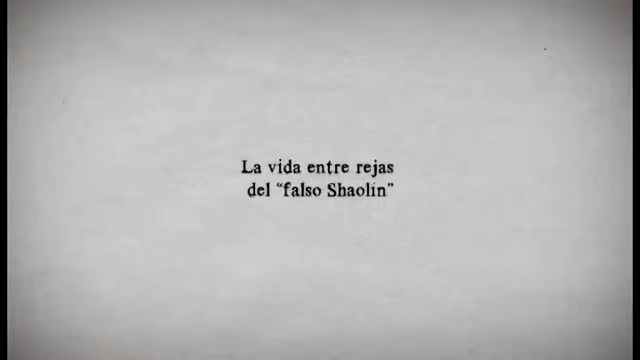 La vida entre rejas
del “falso Shaolin”